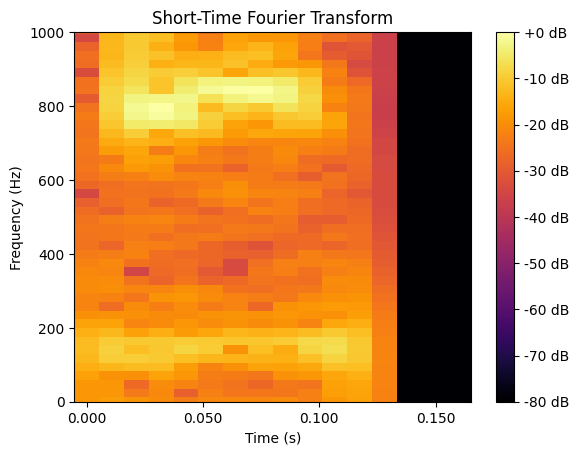 Short-Time Fourier Transform
1000
800
600
400
200
0
Frequency (Hz)
0.000
0.050
0.100
0.150
Time (s)
+0 dB
-10 dB
-20 dB
-30 dB
-40 dB
-50 dB
-60 dB
-70 dB
-80 dB